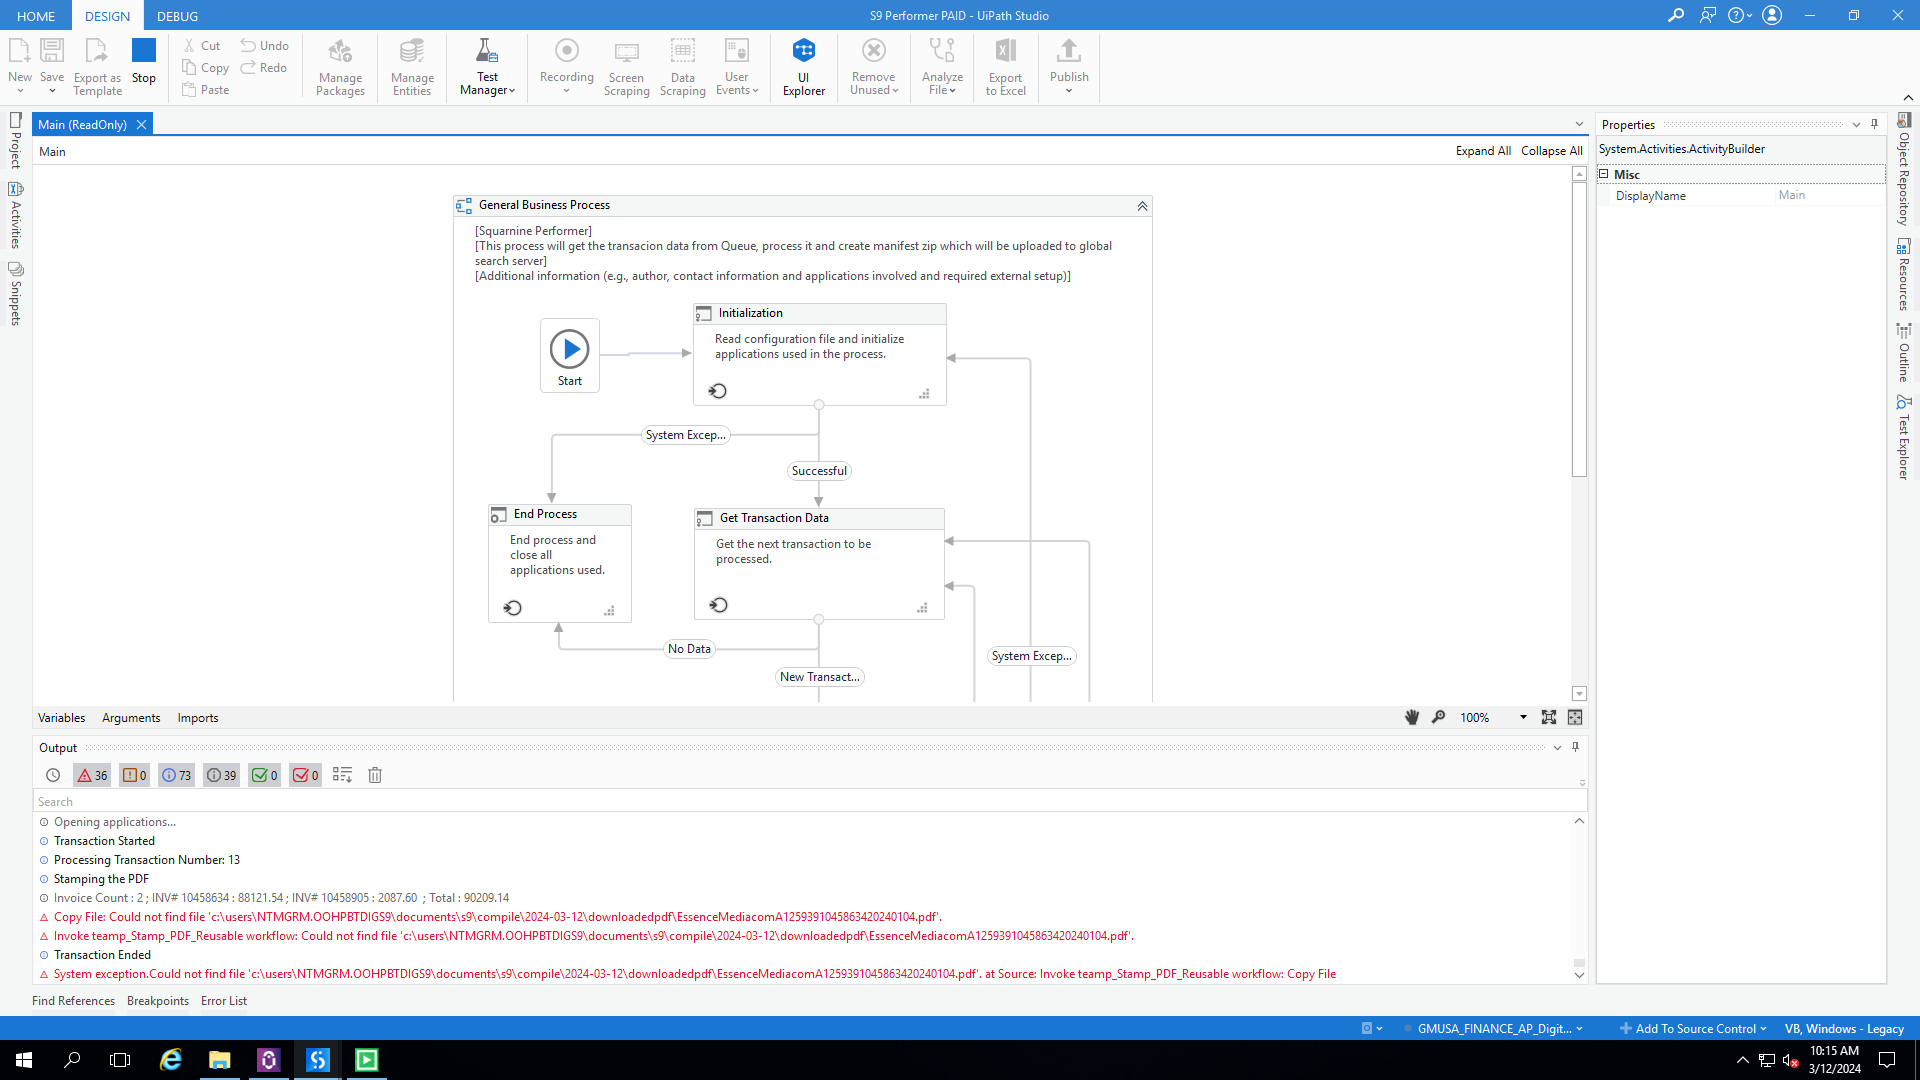 HOME
DESIGN
DEBUG
S9 Performer PAID - UiPath Studio
New
Save
Export as Template
Stop
Cut
Copy
Paste
Undo
Redo
Manage Packages
Manage Entities
Test Manager
Recording
Screen Scraping
Data Scraping
User Events
UI Explorer
Remove Unused
Analyze File
Export to Excel
Publish
Project
Activities
Snippets
Main (ReadOnly)
Main
Expand All
Collapse All
General Business Process
[Squarnine Performer]
[This process will get the transacion data from Queue, process it and create manifest zip which will be uploaded to global
search server]
[Additional information (e.g., author, contact information and applications involved and required external setup)]
Start
Initialization
Read configuration file and initialize
applications used in the process.
System Excep...
Successful
End Process
End process and
close all
applications used.
Get Transaction Data
Get the next transaction to be
processed.
No Data
New Transact...
System Excep...
Variables
Arguments
Imports
100%
Output
36
0
73
39
0
0
Search
Opening applications...
Transaction Started
Processing Transaction Number: 13
Stamping the PDF
Invoice Count : 2 ; INV# 10458634 : 88121.54 ; INV# 10458905 : 2087.60 ; Total : 90209.14
Copy File: Could not find file 'c:\users\NTMGRM.OOHPBTDIGS9\documents\s9\compile\2024-03-12\downloadedpdf\EssenceMediacomA1259391045863420240104.pdf'.
Invoke teamp_Stamp_PDF_Reusable workflow: Could not find file 'c:\users\NTMGRM.OOHPBTDIGS9\documents\s9\compile\2024-03-12\downloadedpdf\EssenceMediacomA1259391045863420240104.pdf'.
Transaction Ended
System exception.Could not find file 'c:\users\NTMGRM.OOHPBTDIGS9\documents\s9\compile\2024-03-12\downloadedpdf\EssenceMediacomA1259391045863420240104.pdf'. at Source: Invoke teamp_Stamp_PDF_Reusable workflow: Copy File
Find References
Breakpoints
Error List
Properties
System.Activities.ActivityBuilder
Misc
DisplayName
Main
Object Repository
Resources
Outline
Test Explorer
GMUSA_FINANCE_AP_Digit...
Add To Source Control
VB, Windows - Legacy
10:15 AM
3/12/2024